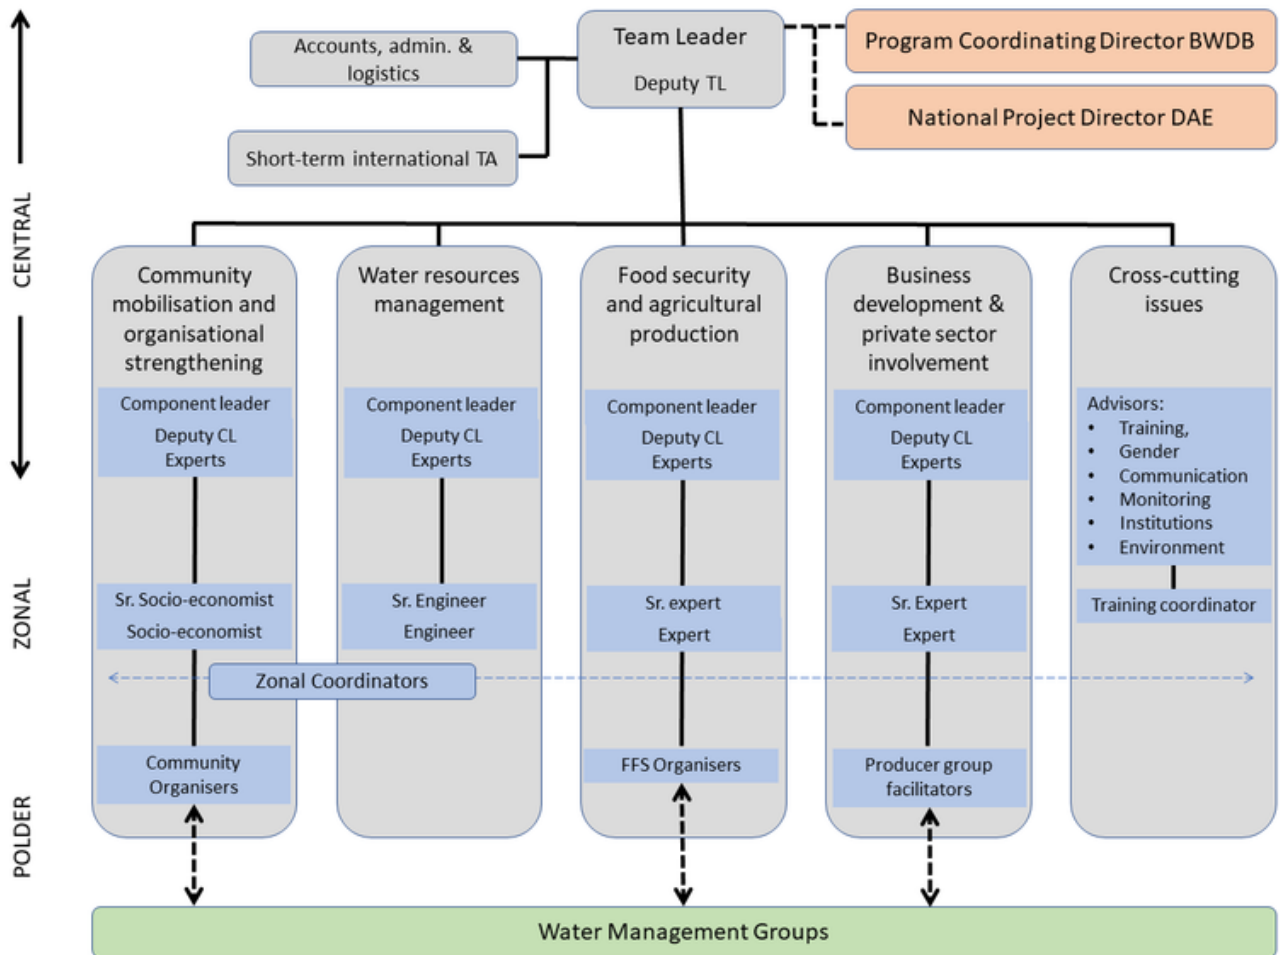 Team Leader
Deputy TL
Accounts, admin. &
logistics
Short-term international TA
Program Coordinating Director BWDB
National Project Director DAE
CENTRAL
ZONAL
POLDER
Community
mobilisation and
organisational
strengthening
Component leader
Deputy CL
Experts
Sr. Socio-economist
Socio-economist
Community
Organisers
Water resources
management
Component leader
Deputy CL
Experts
Sr. Engineer
Engineer
Food security
and agricultural
production
Component leader
Deputy CL
Experts
Sr. expert
Expert
FFS Organisers
Business
development &
private sector
involvement
Component leader
Deputy CL
Experts
Sr. Expert
Expert
Producer group
facilitators
Cross-cutting
issues
Advisors:
• Training,
• Gender
• Communication
• Monitoring
• Institutions
• Environment
Training coordinator
Zonal Coordinators
Water Management Groups